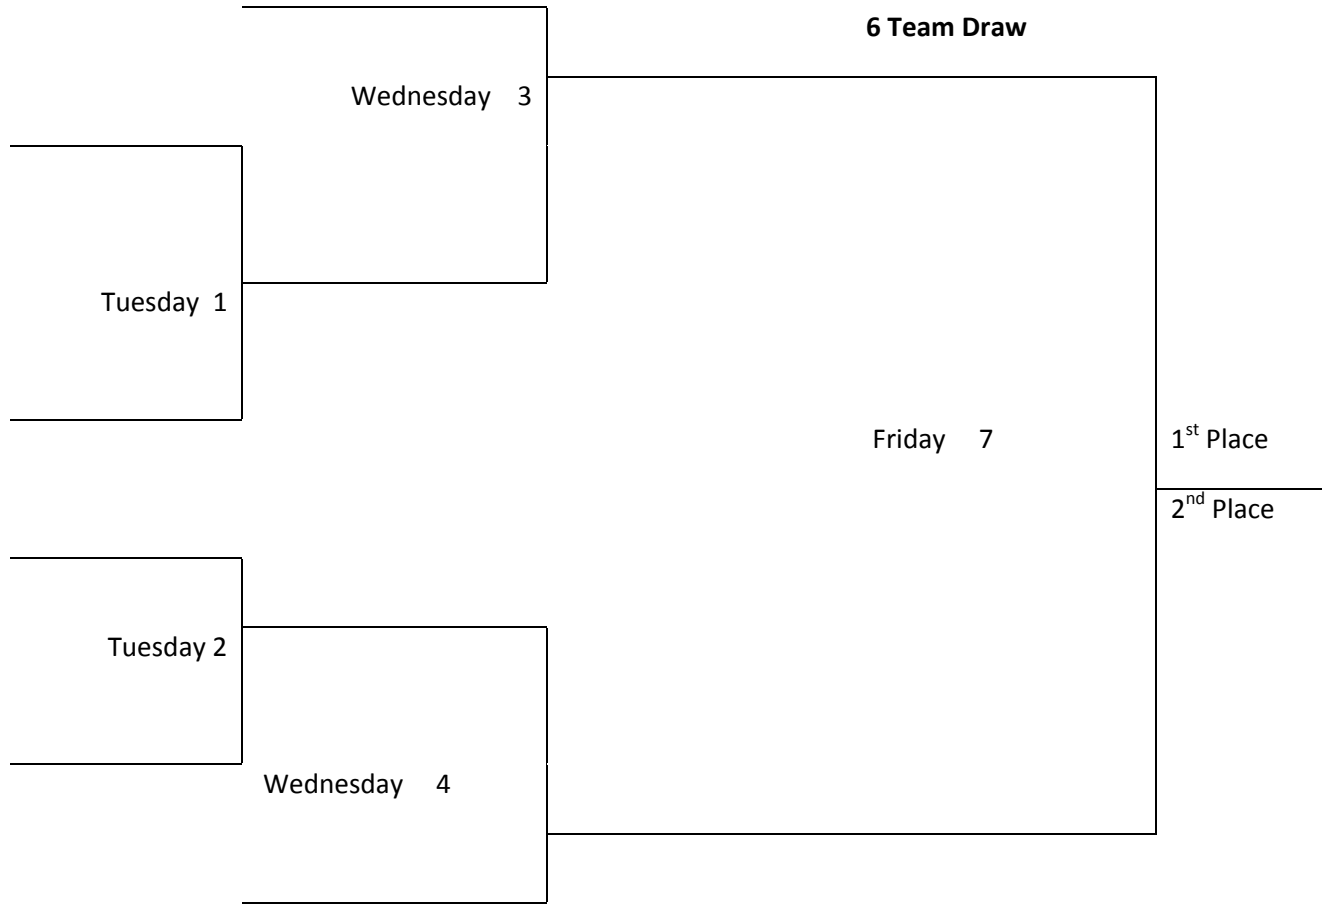 6 Team Draw
Wednesday 3
Tuesday 1
Friday 7
1st Place
2nd Place
Tuesday 2
Wednesday 4